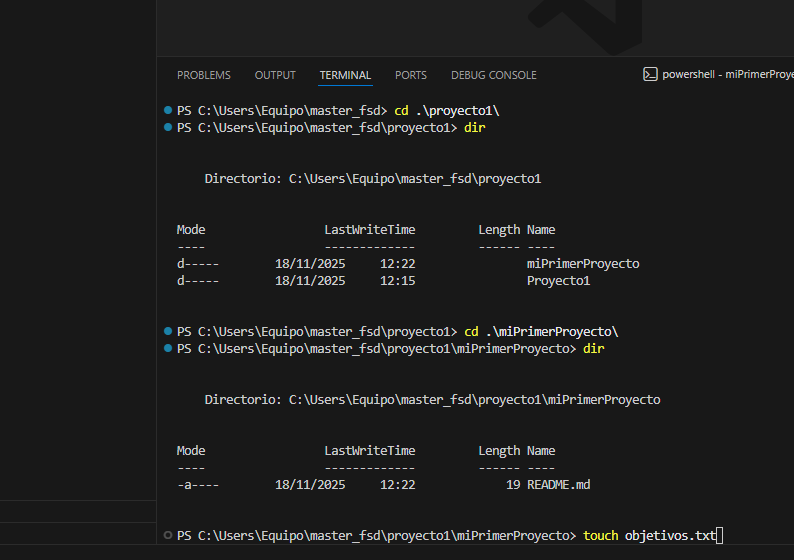 PROBLEMS OUTPUT TERMINAL PORTS DEBUG CONSOLE powershell - miPrimerProye
PS C:\Users\Equipo\master_fsd> cd .\proyecto1\
PS C:\Users\Equipo\master_fsd\proyecto1> dir
Directorio: C:\Users\Equipo\master_fsd\proyecto1
Mode LastWriteTime Length Name
---- ------------- ------ ----
d----- 18/11/2025 12:22 miPrimerProyecto
d----- 18/11/2025 12:15 Proyecto1
PS C:\Users\Equipo\master_fsd\proyecto1> cd .\miPrimerProyecto\
PS C:\Users\Equipo\master_fsd\proyecto1\miPrimerProyecto> dir
Directorio: C:\Users\Equipo\master_fsd\proyecto1\miPrimerProyecto
Mode LastWriteTime Length Name
---- ------------- ------ ----
-a---- 18/11/2025 12:22 19 README.md
PS C:\Users\Equipo\master_fsd\proyecto1\miPrimerProyecto> touch objetivos.txt